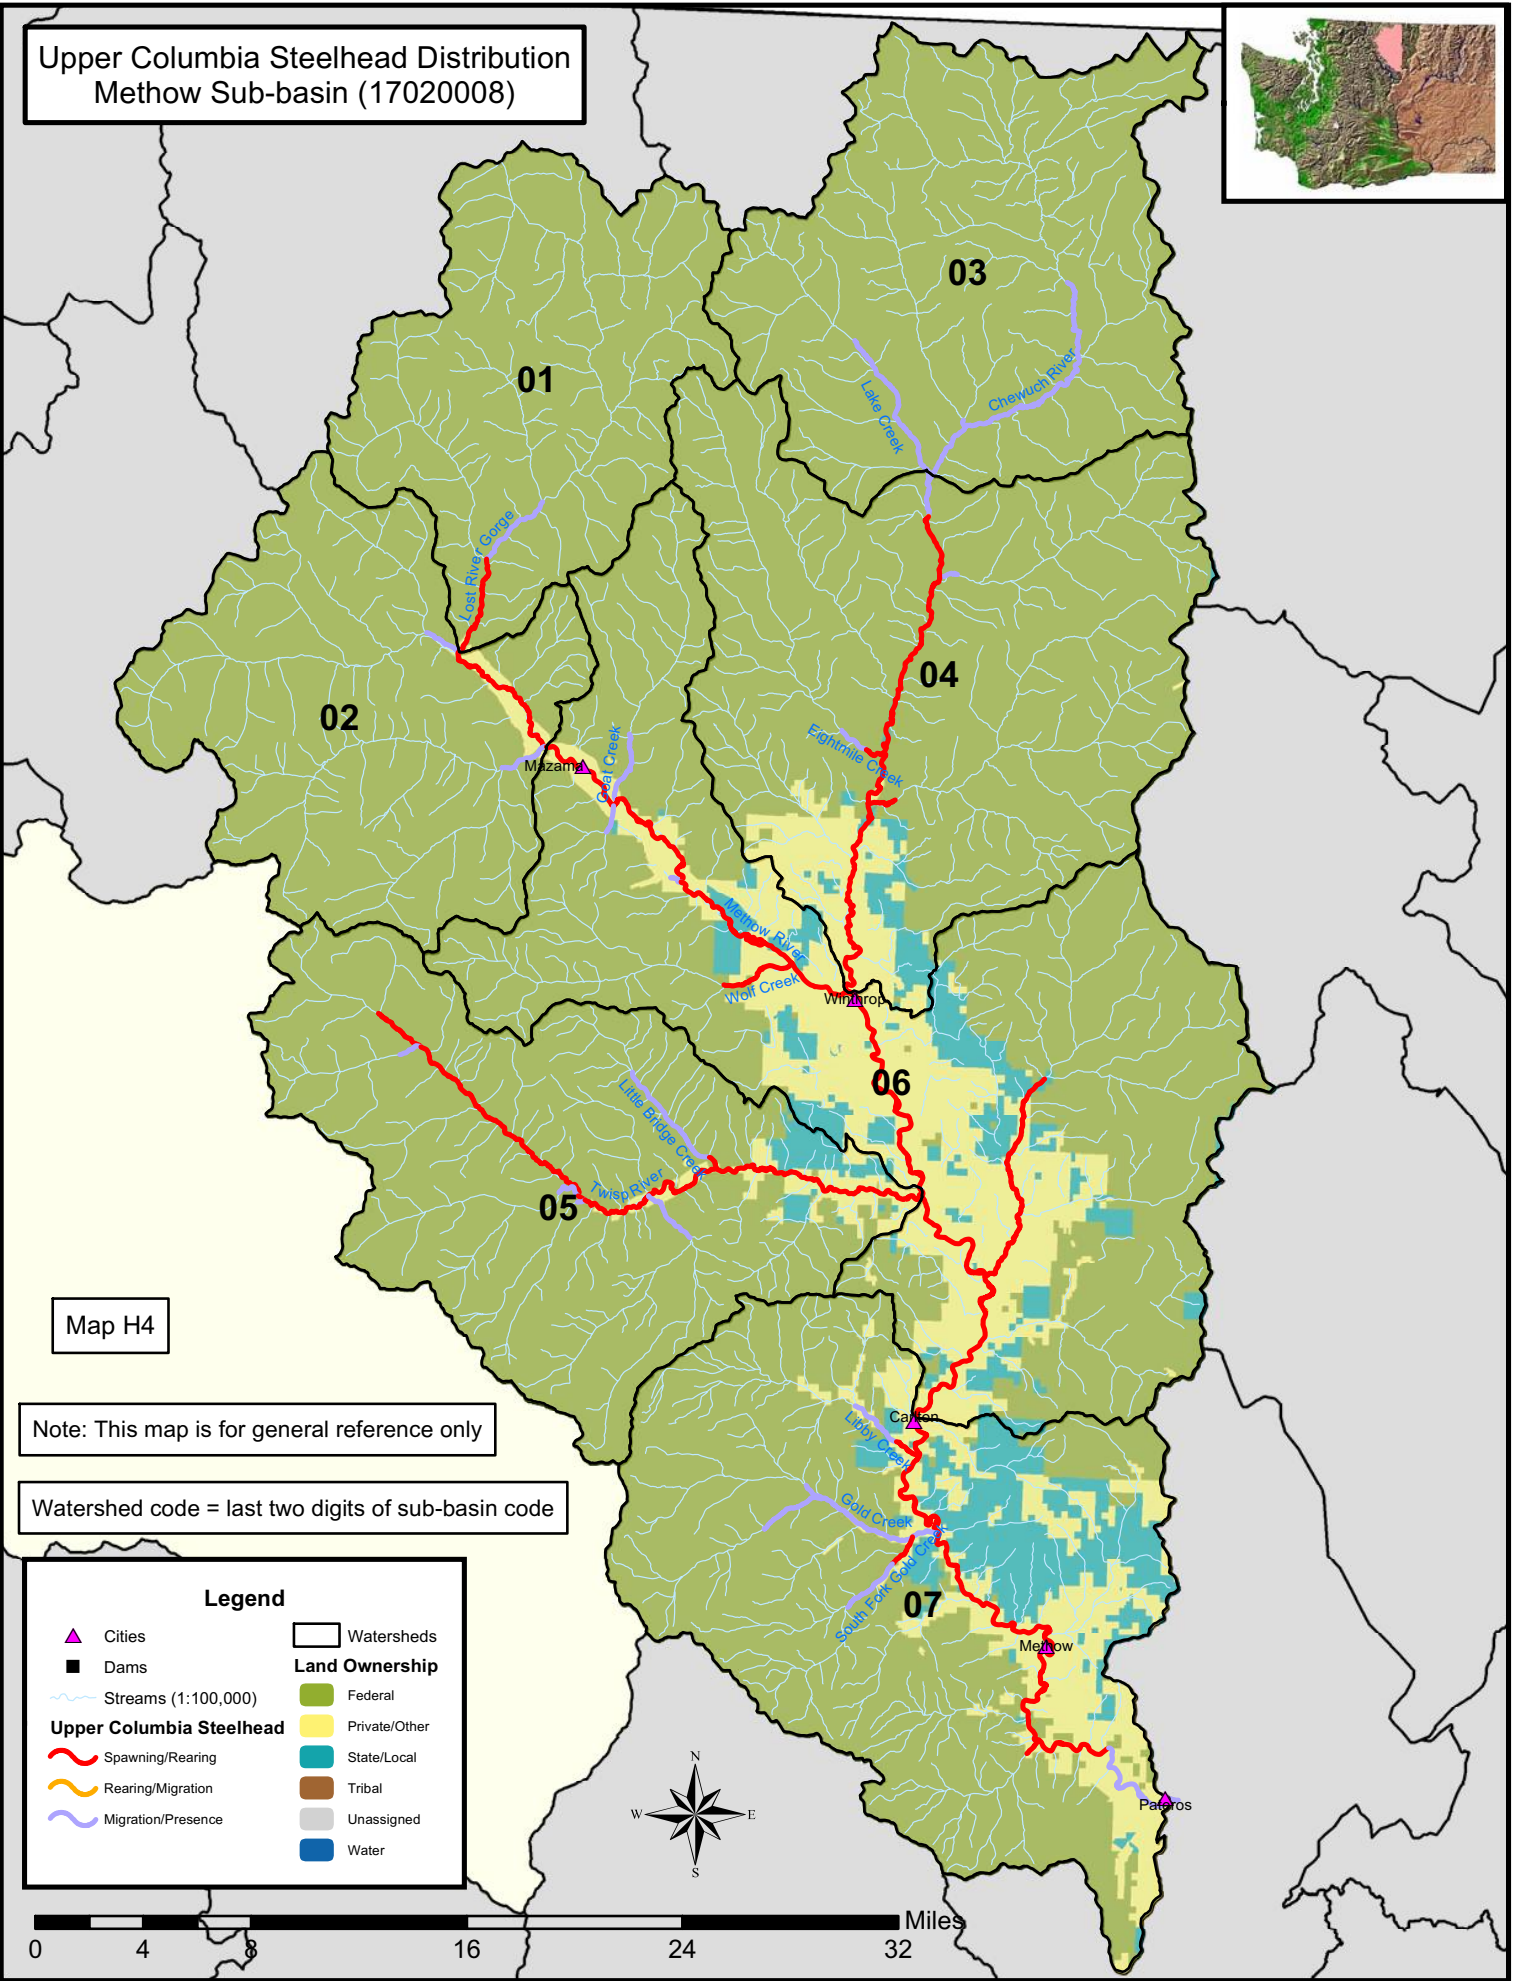 Upper Columbia Steelhead Distribution
Methow Sub-basin (17020008)
03
01
Lake Creek
Chewuch River
Lost River Gorge
04
02
Eightmile Creek
Goat Creek
Mazama
Methow River
Wolf Creek
Winthrop
06
Little Bridge Creek
Twisp River
05
Map H4
Note: This map is for general reference only
Carlton
Libby Creek
Watershed code = last two digits of sub-basin code
Gold Creek
South Fork Gold Creek
07
Methow
Pateros
Legend
Cities
Dams
Streams (1:100,000)
Upper Columbia Steelhead
Spawning/Rearing
Rearing/Migration
Migration/Presence
Watersheds
Land Ownership
Federal
Private/Other
State/Local
Tribal
Unassigned
Water
N
W
E
S
Miles
0 4 8 16 24 32